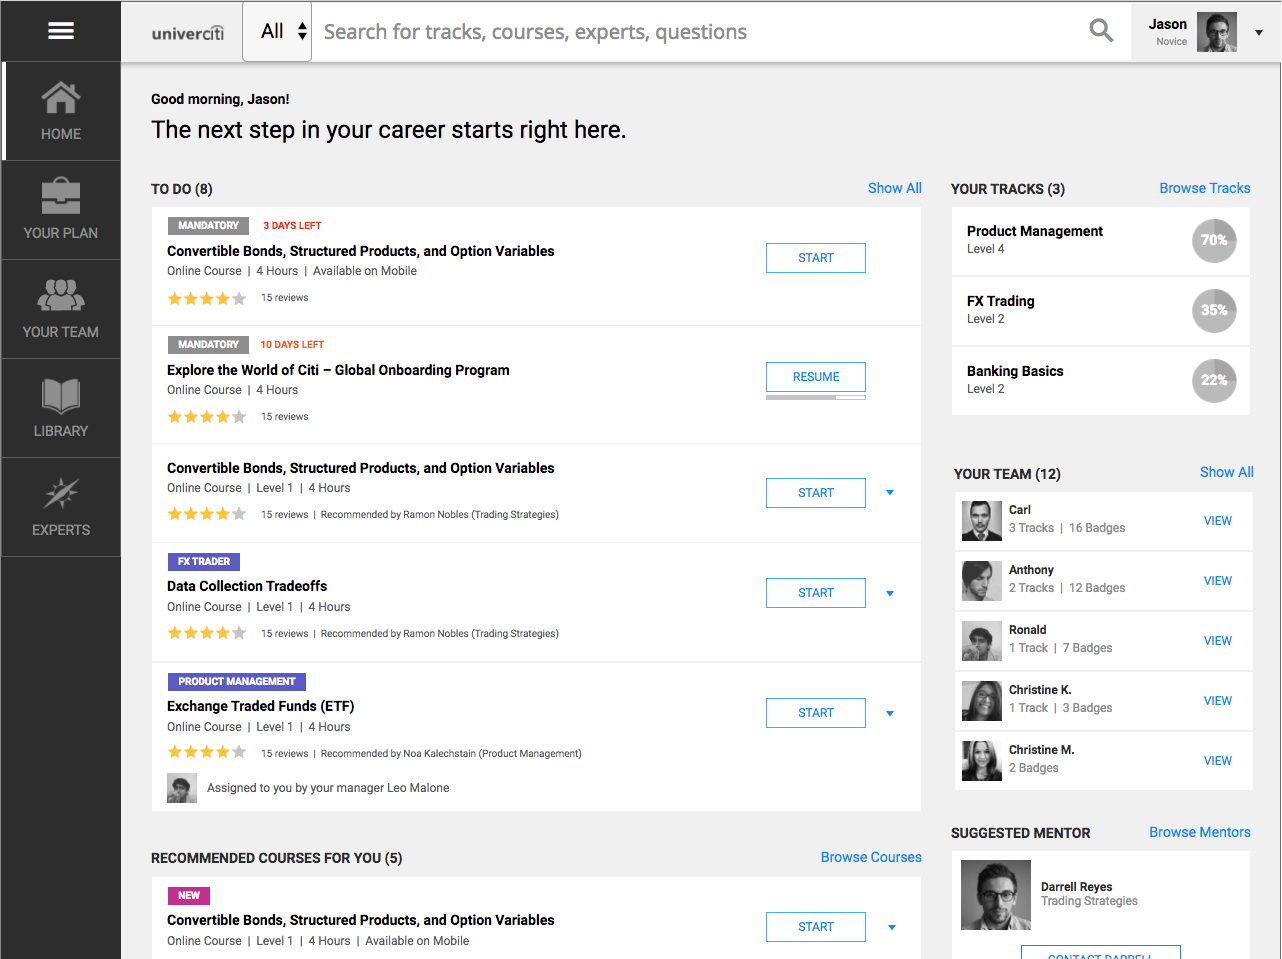 univerciti
All
Search for tracks, courses, experts, questions
Jason
Novice
HOME
YOUR PLAN
YOUR TEAM
LIBRARY
EXPERTS
Good morning, Jason!
The next step in your career starts right here.
TO DO (8)
Show All
MANDATORY 3 DAYS LEFT
Convertible Bonds, Structured Products, and Option Variables
Online Course | 4 Hours | Available on Mobile
15 reviews
START
MANDATORY 10 DAYS LEFT
Explore the World of Citi – Global Onboarding Program
Online Course | 4 Hours
15 reviews
RESUME
Convertible Bonds, Structured Products, and Option Variables
Online Course | Level 1 | 4 Hours
15 reviews | Recommended by Ramon Nobles (Trading Strategies)
START
FX TRADER
Data Collection Tradeoffs
Online Course | Level 1 | 4 Hours
15 reviews | Recommended by Ramon Nobles (Trading Strategies)
START
PRODUCT MANAGEMENT
Exchange Traded Funds (ETF)
Online Course | Level 1 | 4 Hours
15 reviews | Recommended by Noa Kalechstain (Product Management)
Assigned to you by your manager Leo Malone
START
RECOMMENDED COURSES FOR YOU (5)
Browse Courses
NEW
Convertible Bonds, Structured Products, and Option Variables
Online Course | Level 1 | 4 Hours | Available on Mobile
START
YOUR TRACKS (3)
Browse Tracks
Product Management
Level 4
70%
FX Trading
Level 2
35%
Banking Basics
Level 2
22%
YOUR TEAM (12)
Show All
Carl
3 Tracks | 16 Badges
VIEW
Anthony
2 Tracks | 12 Badges
VIEW
Ronald
1 Track | 7 Badges
VIEW
Christine K.
1 Track | 3 Badges
VIEW
Christine M.
2 Badges
VIEW
SUGGESTED MENTOR
Browse Mentors
Darrell Reyes
Trading Strategies
CONTACT DARRELL